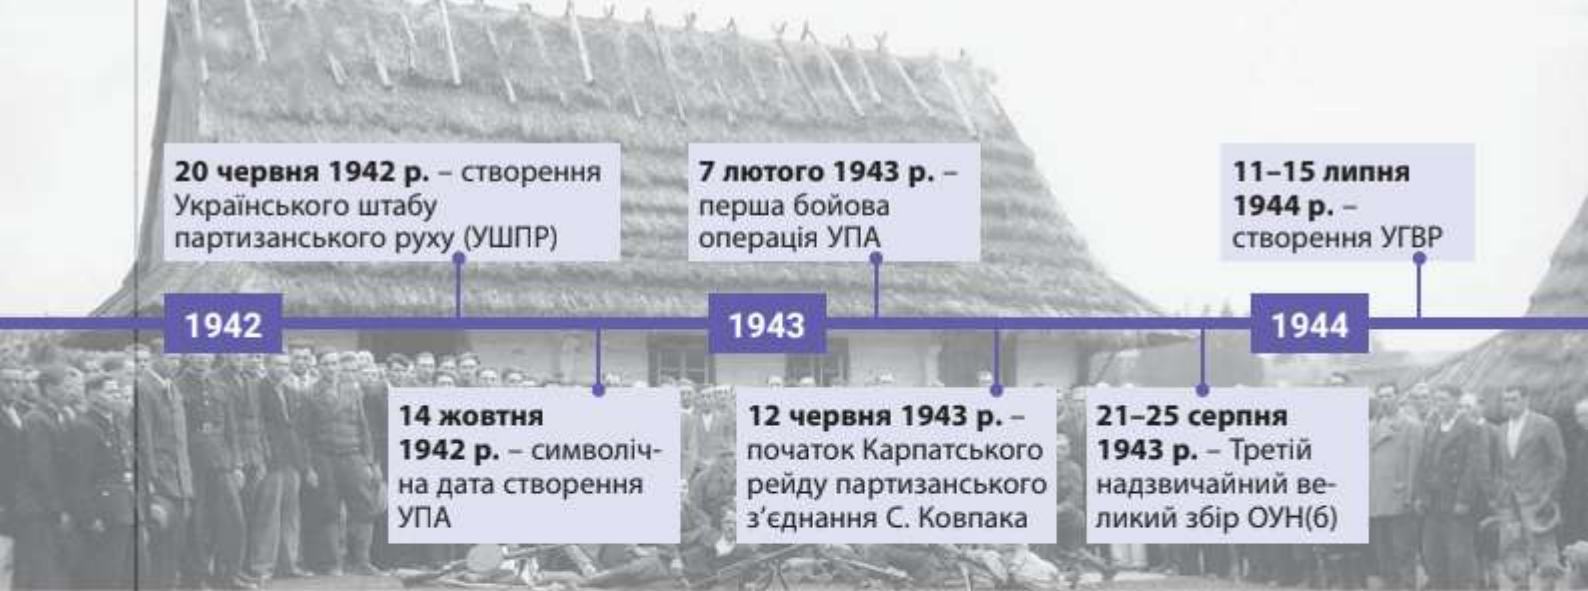 20 червня 1942 р. – створення
Українського штабу
партизанського руху (УШПР)
7 лютого 1943 р. –
перша бойова
операція УПА
11–15 липня
1944 р. –
створення УГВР
1942
1943
1944
14 жовтня
1942 р. – символіч-
на дата створення
УПА
12 червня 1943 р. –
початок Карпатського
рейду партизанського
з’єднання С. Ковпака
21–25 серпня
1943 р. – Третій
надзвичайний ве-
ликий збір ОУН(б)